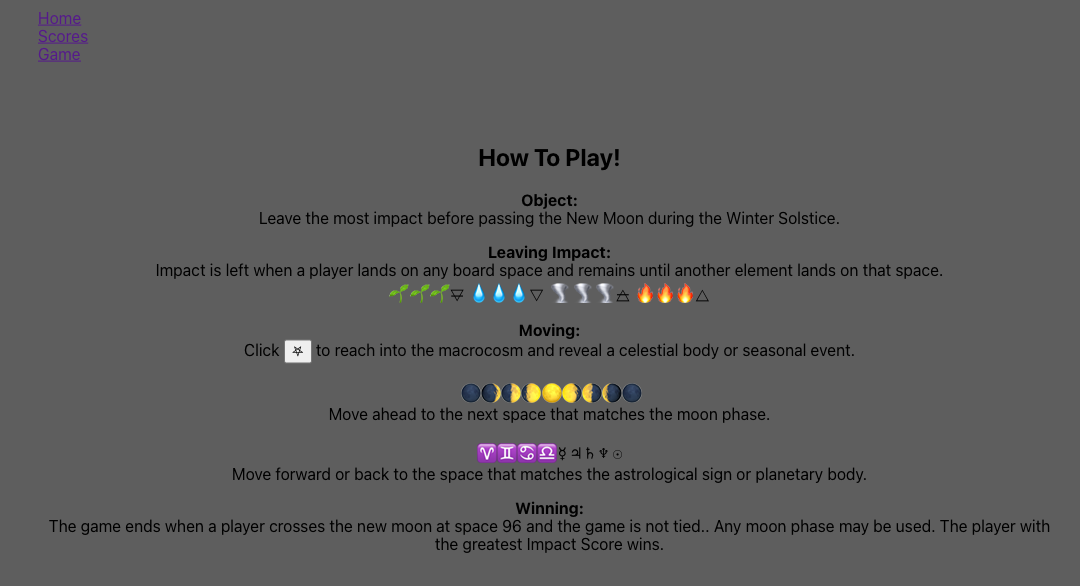 Home
Scores
Game
How To Play!
Object:
Leave the most impact before passing the New Moon during the Winter Solstice.
Leaving Impact:
Impact is left when a player lands on any board space and remains until another element lands on that space.
🌱🌱🌱🜃 💧💧💧🜄 🌪🌪🌪🜁 🔥🔥🔥🜂
Moving:
Click ⛧ to reach into the macrocosm and reveal a celestial body or seasonal event.
🌑🌒🌓🌔🌕🌖🌗🌘🌑
Move ahead to the next space that matches the moon phase.
♈♊♋♎☿♃♄♆☉
Move forward or back to the space that matches the astrological sign or planetary body.
Winning:
The game ends when a player crosses the new moon at space 96 and the game is not tied.. Any moon phase may be used. The player with
the greatest Impact Score wins.